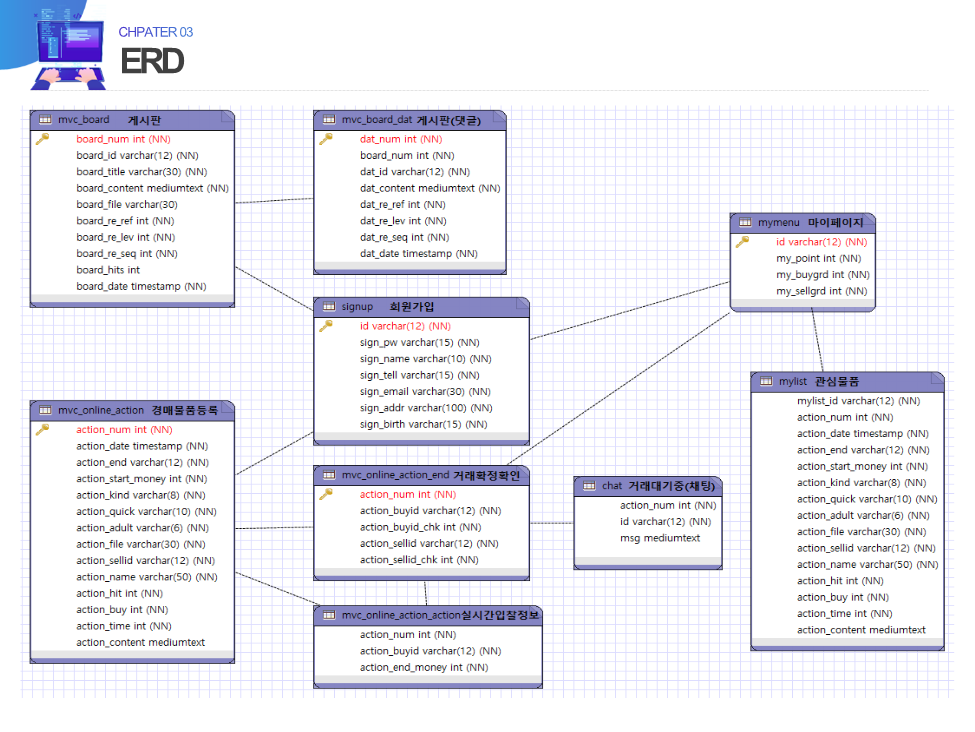 CHPATER 03
ERD
mvc_board 게시판
board_num int (NN)
board_id varchar(12) (NN)
board_title varchar(30) (NN)
board_content mediumtext (NN)
board_file varchar(30)
board_re_ref int (NN)
board_re_lev int (NN)
board_re_seq int (NN)
board_hits int
board_date timestamp (NN)
mvc_board_dat 게시판(댓글)
dat_num int (NN)
board_num int (NN)
dat_id varchar(12) (NN)
dat_content mediumtext (NN)
dat_re_ref int (NN)
dat_re_lev int (NN)
dat_re_seq int (NN)
dat_date timestamp (NN)
mymenu 마이페이지
id varchar(12) (NN)
my_point int (NN)
my_buygrd int (NN)
my_sellgrd int (NN)
signup 회원가입
id varchar(12) (NN)
sign_pw varchar(15) (NN)
sign_name varchar(10) (NN)
sign_tell varchar(15) (NN)
sign_email varchar(30) (NN)
sign_addr varchar(100) (NN)
sign_birth varchar(15) (NN)
mylist 관심물품
mylist_id varchar(12) (NN)
action_num int (NN)
action_date timestamp (NN)
action_end varchar(12) (NN)
action_start_money int (NN)
action_kind varchar(8) (NN)
action_quick varchar(10) (NN)
action_adult varchar(6) (NN)
action_file varchar(30) (NN)
action_sellid varchar(12) (NN)
action_name varchar(50) (NN)
action_hit int (NN)
action_buy int (NN)
action_time int (NN)
action_content mediumtext
mvc_online_action 경매물품등록
action_num int (NN)
action_date timestamp (NN)
action_end varchar(12) (NN)
action_start_money int (NN)
action_kind varchar(8) (NN)
action_quick varchar(10) (NN)
action_adult varchar(6) (NN)
action_file varchar(30) (NN)
action_sellid varchar(12) (NN)
action_name varchar(50) (NN)
action_hit int (NN)
action_buy int (NN)
action_time int (NN)
action_content mediumtext
mvc_online_action_end 거래확정확인
action_num int (NN)
action_buyid varchar(12) (NN)
action_buyid_chk int (NN)
action_sellid varchar(12) (NN)
action_sellid_chk int (NN)
chat 거래대기중(채팅)
action_num int (NN)
id varchar(12) (NN)
msg mediumtext
mvc_online_action_action실시간입찰정보
action_num int (NN)
action_buyid varchar(12) (NN)
action_end_money int (NN)